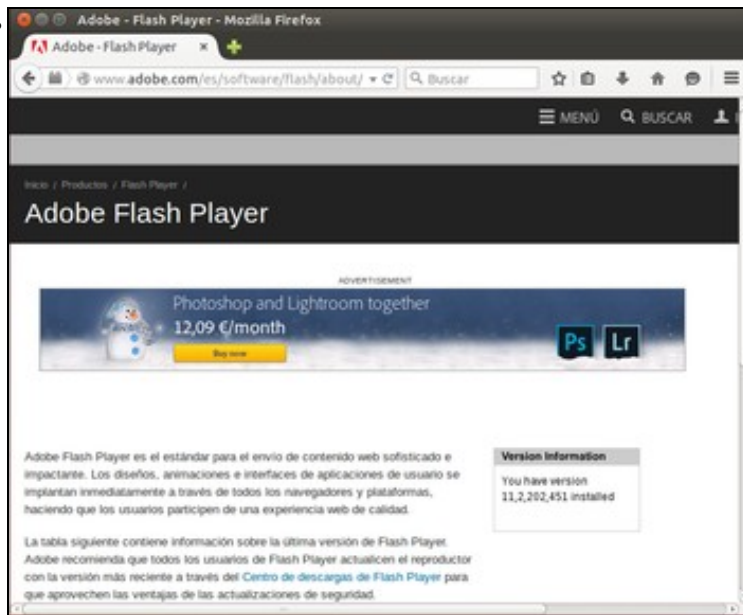 Adobe - Flash Player - Mozilla Firefox
Adobe - Flash Player
www.adobe.com/es/software/flash/about/
Buscar
MENÚ BUSCAR
Inicio / Productos / Flash Player /
Adobe Flash Player
ADVERTISEMENT
Photoshop and Lightroom together
12,09 €/month
Buy now
Ps Lr
Adobe Flash Player es el estándar para el envío de contenido web sofisticado e
impactante. Los diseños, animaciones e interfaces de aplicaciones de usuario se
implantan inmediatamente a través de todos los navegadores y plataformas,
haciendo que los usuarios participen de una experiencia web de calidad.
La tabla siguiente contiene información sobre la última versión de Flash Player.
Adobe recomienda que todos los usuarios de Flash Player actualicen el reproductor
con la versión más reciente a través del Centro de descargas de Flash Player para
que aprovechen las ventajas de las actualizaciones de seguridad.
Version Information
You have version
11,2,202,451 installed